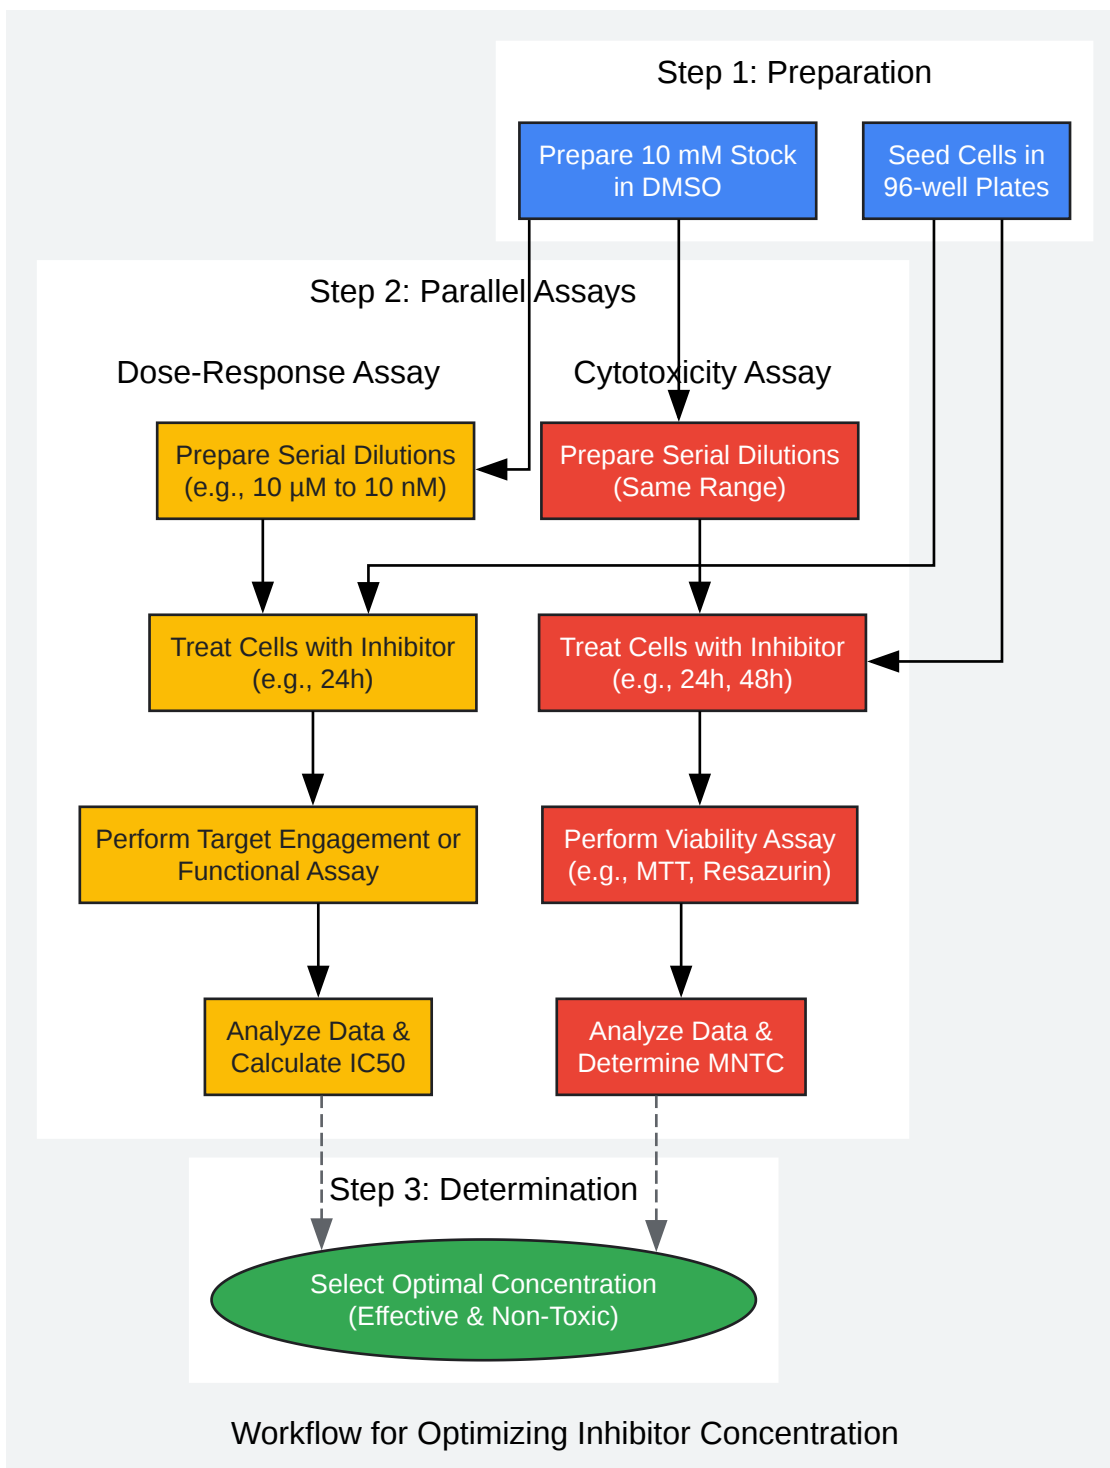 Step 1: Preparation
Prepare 10 mM Stock
in DMSO
Seed Cells in
96-well Plates
Step 2: Parallel Assays
Dose-Response Assay
Cytotoxicity Assay
Prepare Serial Dilutions
(e.g., 10 µM to 10 nM)
Prepare Serial Dilutions
(Same Range)
Treat Cells with Inhibitor
(e.g., 24h)
Treat Cells with Inhibitor
(e.g., 24h, 48h)
Perform Target Engagement or
Functional Assay
Perform Viability Assay
(e.g., MTT, Resazurin)
Analyze Data &
Calculate IC50
Analyze Data &
Determine MNTC
Step 3: Determination
Select Optimal Concentration
(Effective & Non-Toxic)
Workflow for Optimizing Inhibitor Concentration